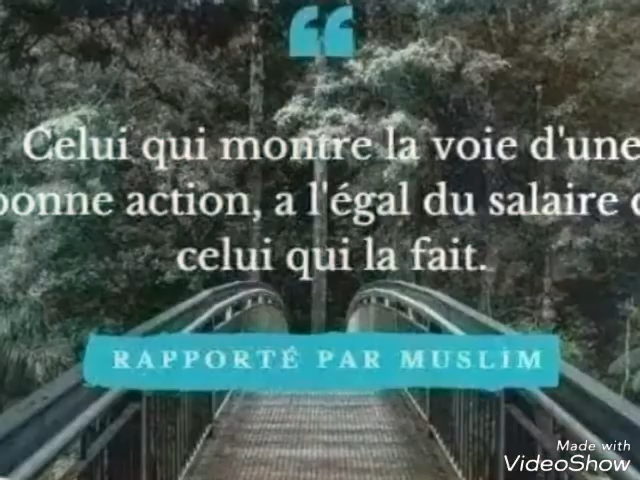 Celui qui montre la voie d'une
bonne action, a l'égal du salaire
celui qui la fait.
RAPPORTÉ PAR MUSLIM
Made with
VideoShow